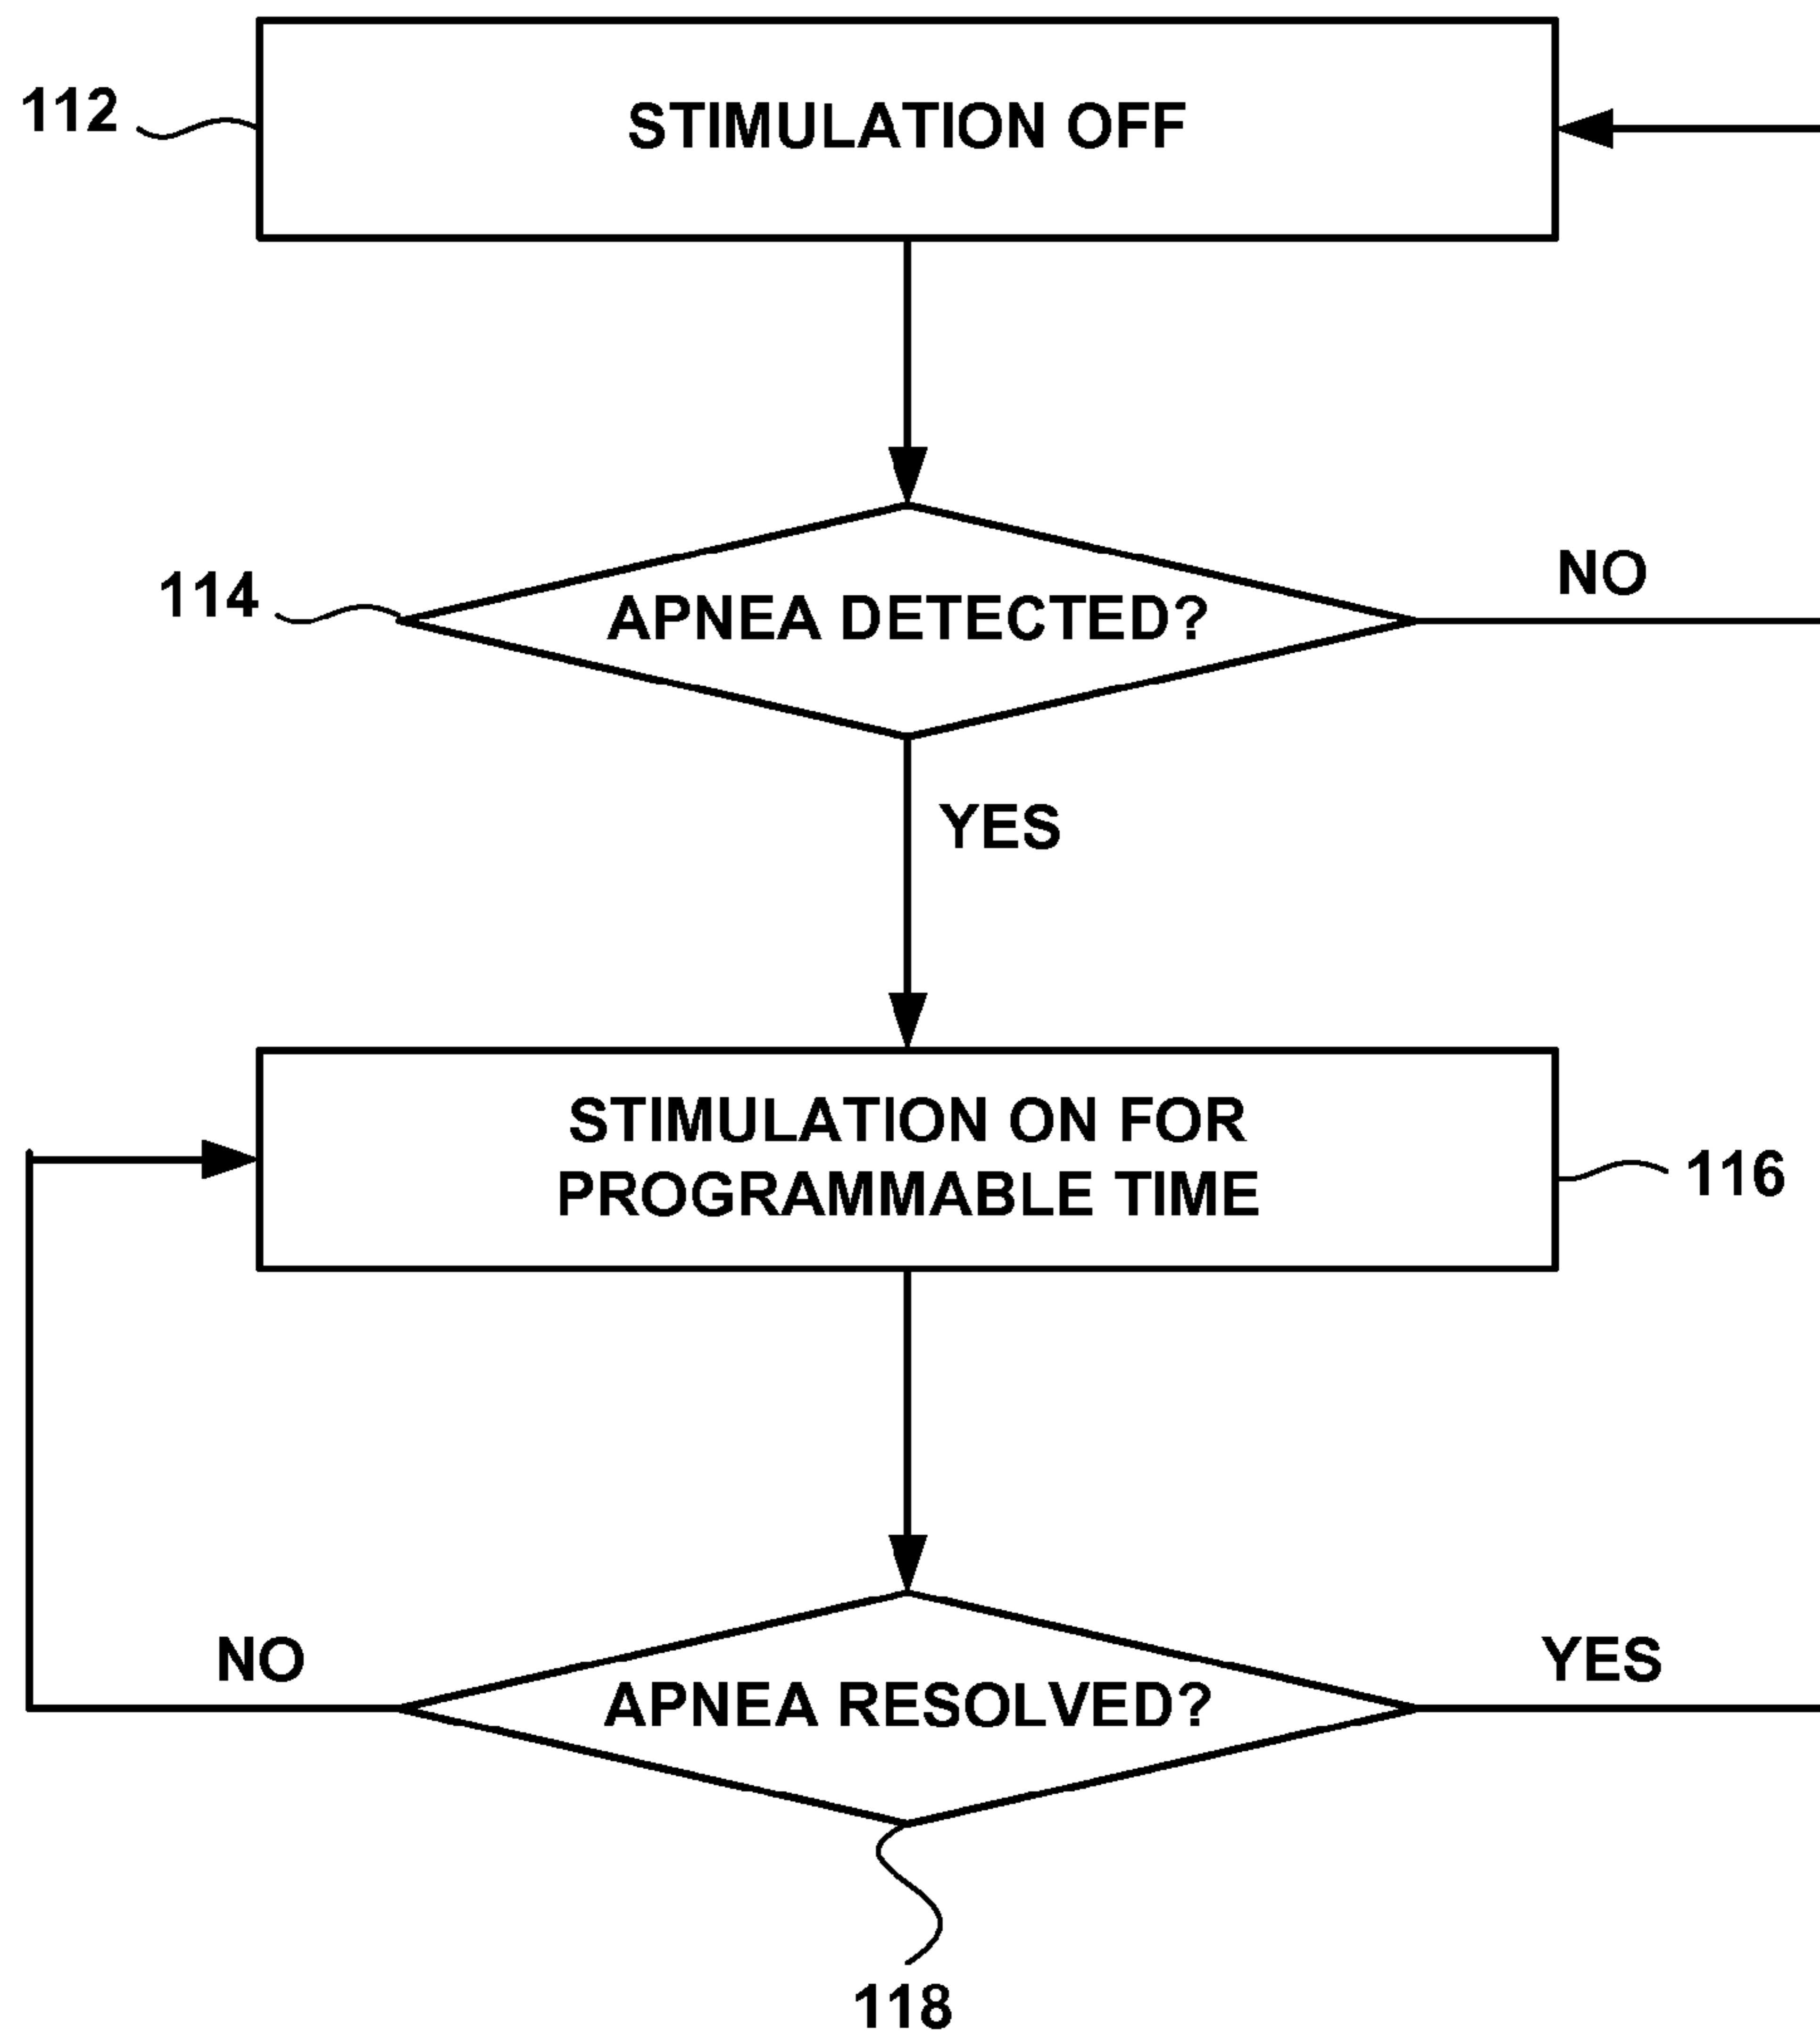 112
STIMULATION OFF
114
APNEA DETECTED?
NO
YES
STIMULATION ON FOR
PROGRAMMABLE TIME
116
NO
APNEA RESOLVED?
YES
118